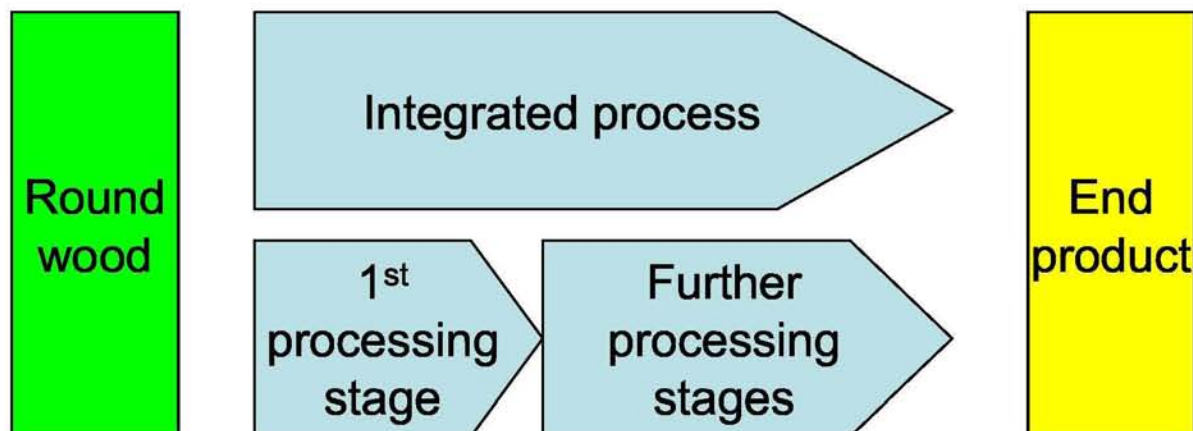 Round
wood
Integrated process
1st
processing
stage
Further
processing
stages
End
product